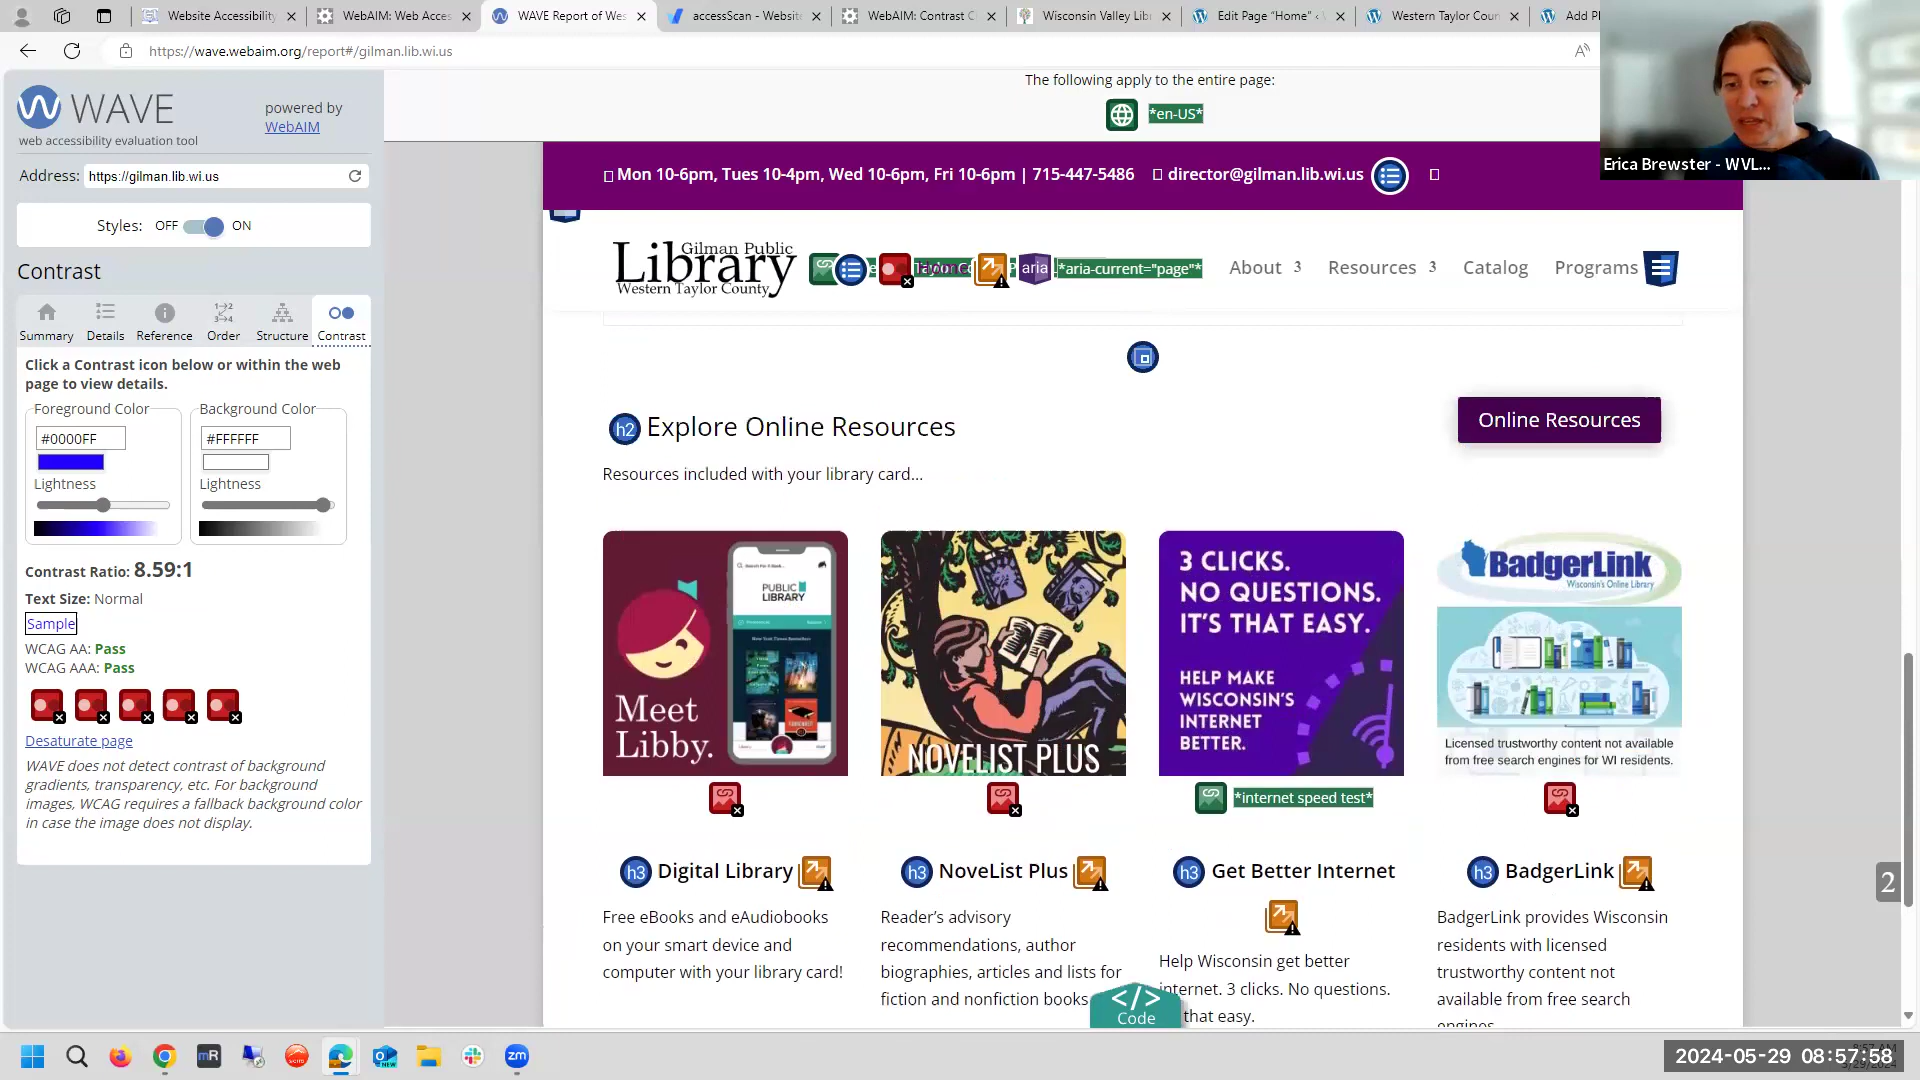 Website Accessibility
WebAIM: Web Acces
WAVE Report of Wes
accessScan - Website
WebAIM: Contrast C
Wisconsin Valley Lib
Edit Page "Home" ‹
Western Taylor Coun
Add Pl
https://wave.webaim.org/report#/gilman.lib.wi.us
WAVE
web accessibility evaluation tool
powered by
WebAIM
Address: https://gilman.lib.wi.us
Styles: OFF ON
Contrast
Summary Details Reference Order Structure Contrast
Click a Contrast icon below or within the web
page to view details.
Foreground Color Background Color
#0000FF #FFFFFF
Lightness Lightness
Contrast Ratio: 8.59:1
Text Size: Normal
Sample
WCAG AA: Pass
WCAG AAA: Pass
Desaturate page
WAVE does not detect contrast of background
gradients, transparency, etc. For background
images, WCAG requires a fallback background color
in case the image does not display.
The following apply to the entire page:
*en-US*
Erica Brewster - WVL...
Mon 10-6pm, Tues 10-4pm, Wed 10-6pm, Fri 10-6pm | 715-447-5486 director@gilman.lib.wi.us
Gilman Public
Library
Western Taylor County
aria *aria-current="page"*
About 3 Resources 3 Catalog Programs
h2 Explore Online Resources
Online Resources
Resources included with your library card...
PUBLIC
LIBRARY
Meet
Libby.
NOVELIST PLUS
3 CLICKS.
NO QUESTIONS.
IT'S THAT EASY.
HELP MAKE
WISCONSIN'S
INTERNET
BETTER.
BadgerLink
Wisconsin's Online Library
Licensed trustworthy content not available
from free search engines for WI residents.
*internet speed test*
h3 Digital Library
Free eBooks and eAudiobooks
on your smart device and
computer with your library card!
h3 NoveList Plus
Reader's advisory
recommendations, author
biographies, articles and lists for
fiction and nonfiction books
h3 Get Better Internet
Help Wisconsin get better
internet. 3 clicks. No questions.
that easy.
h3 BadgerLink
BadgerLink provides Wisconsin
residents with licensed
trustworthy content not
available from free search
engines
</>
Code
2
mR
NEW
zm
2024-05-29 08:57:58